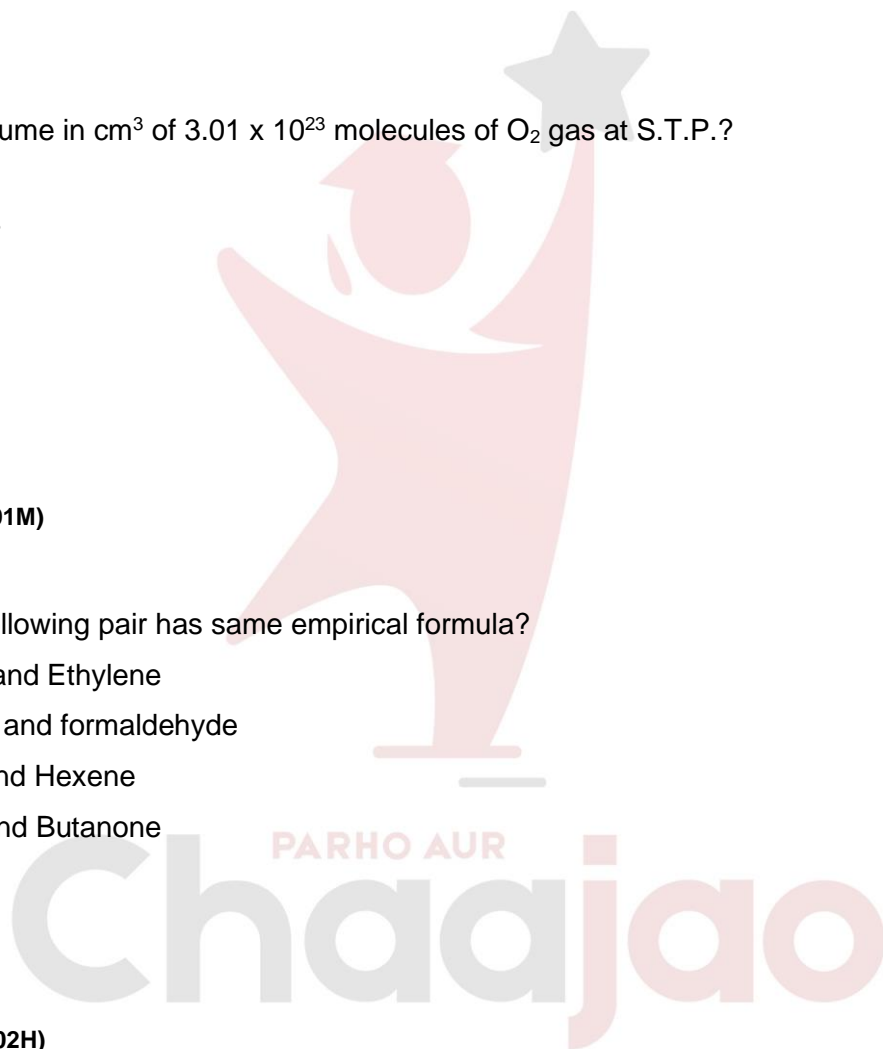 ume in cm³ of 3.01 x 10²³ molecules of O₂ gas at S.T.P.?
01M)
llowing pair has same empirical formula?
and Ethylene
and formaldehyde
nd Hexene
nd Butanone
PARHO AUR
Chaajao
02H)